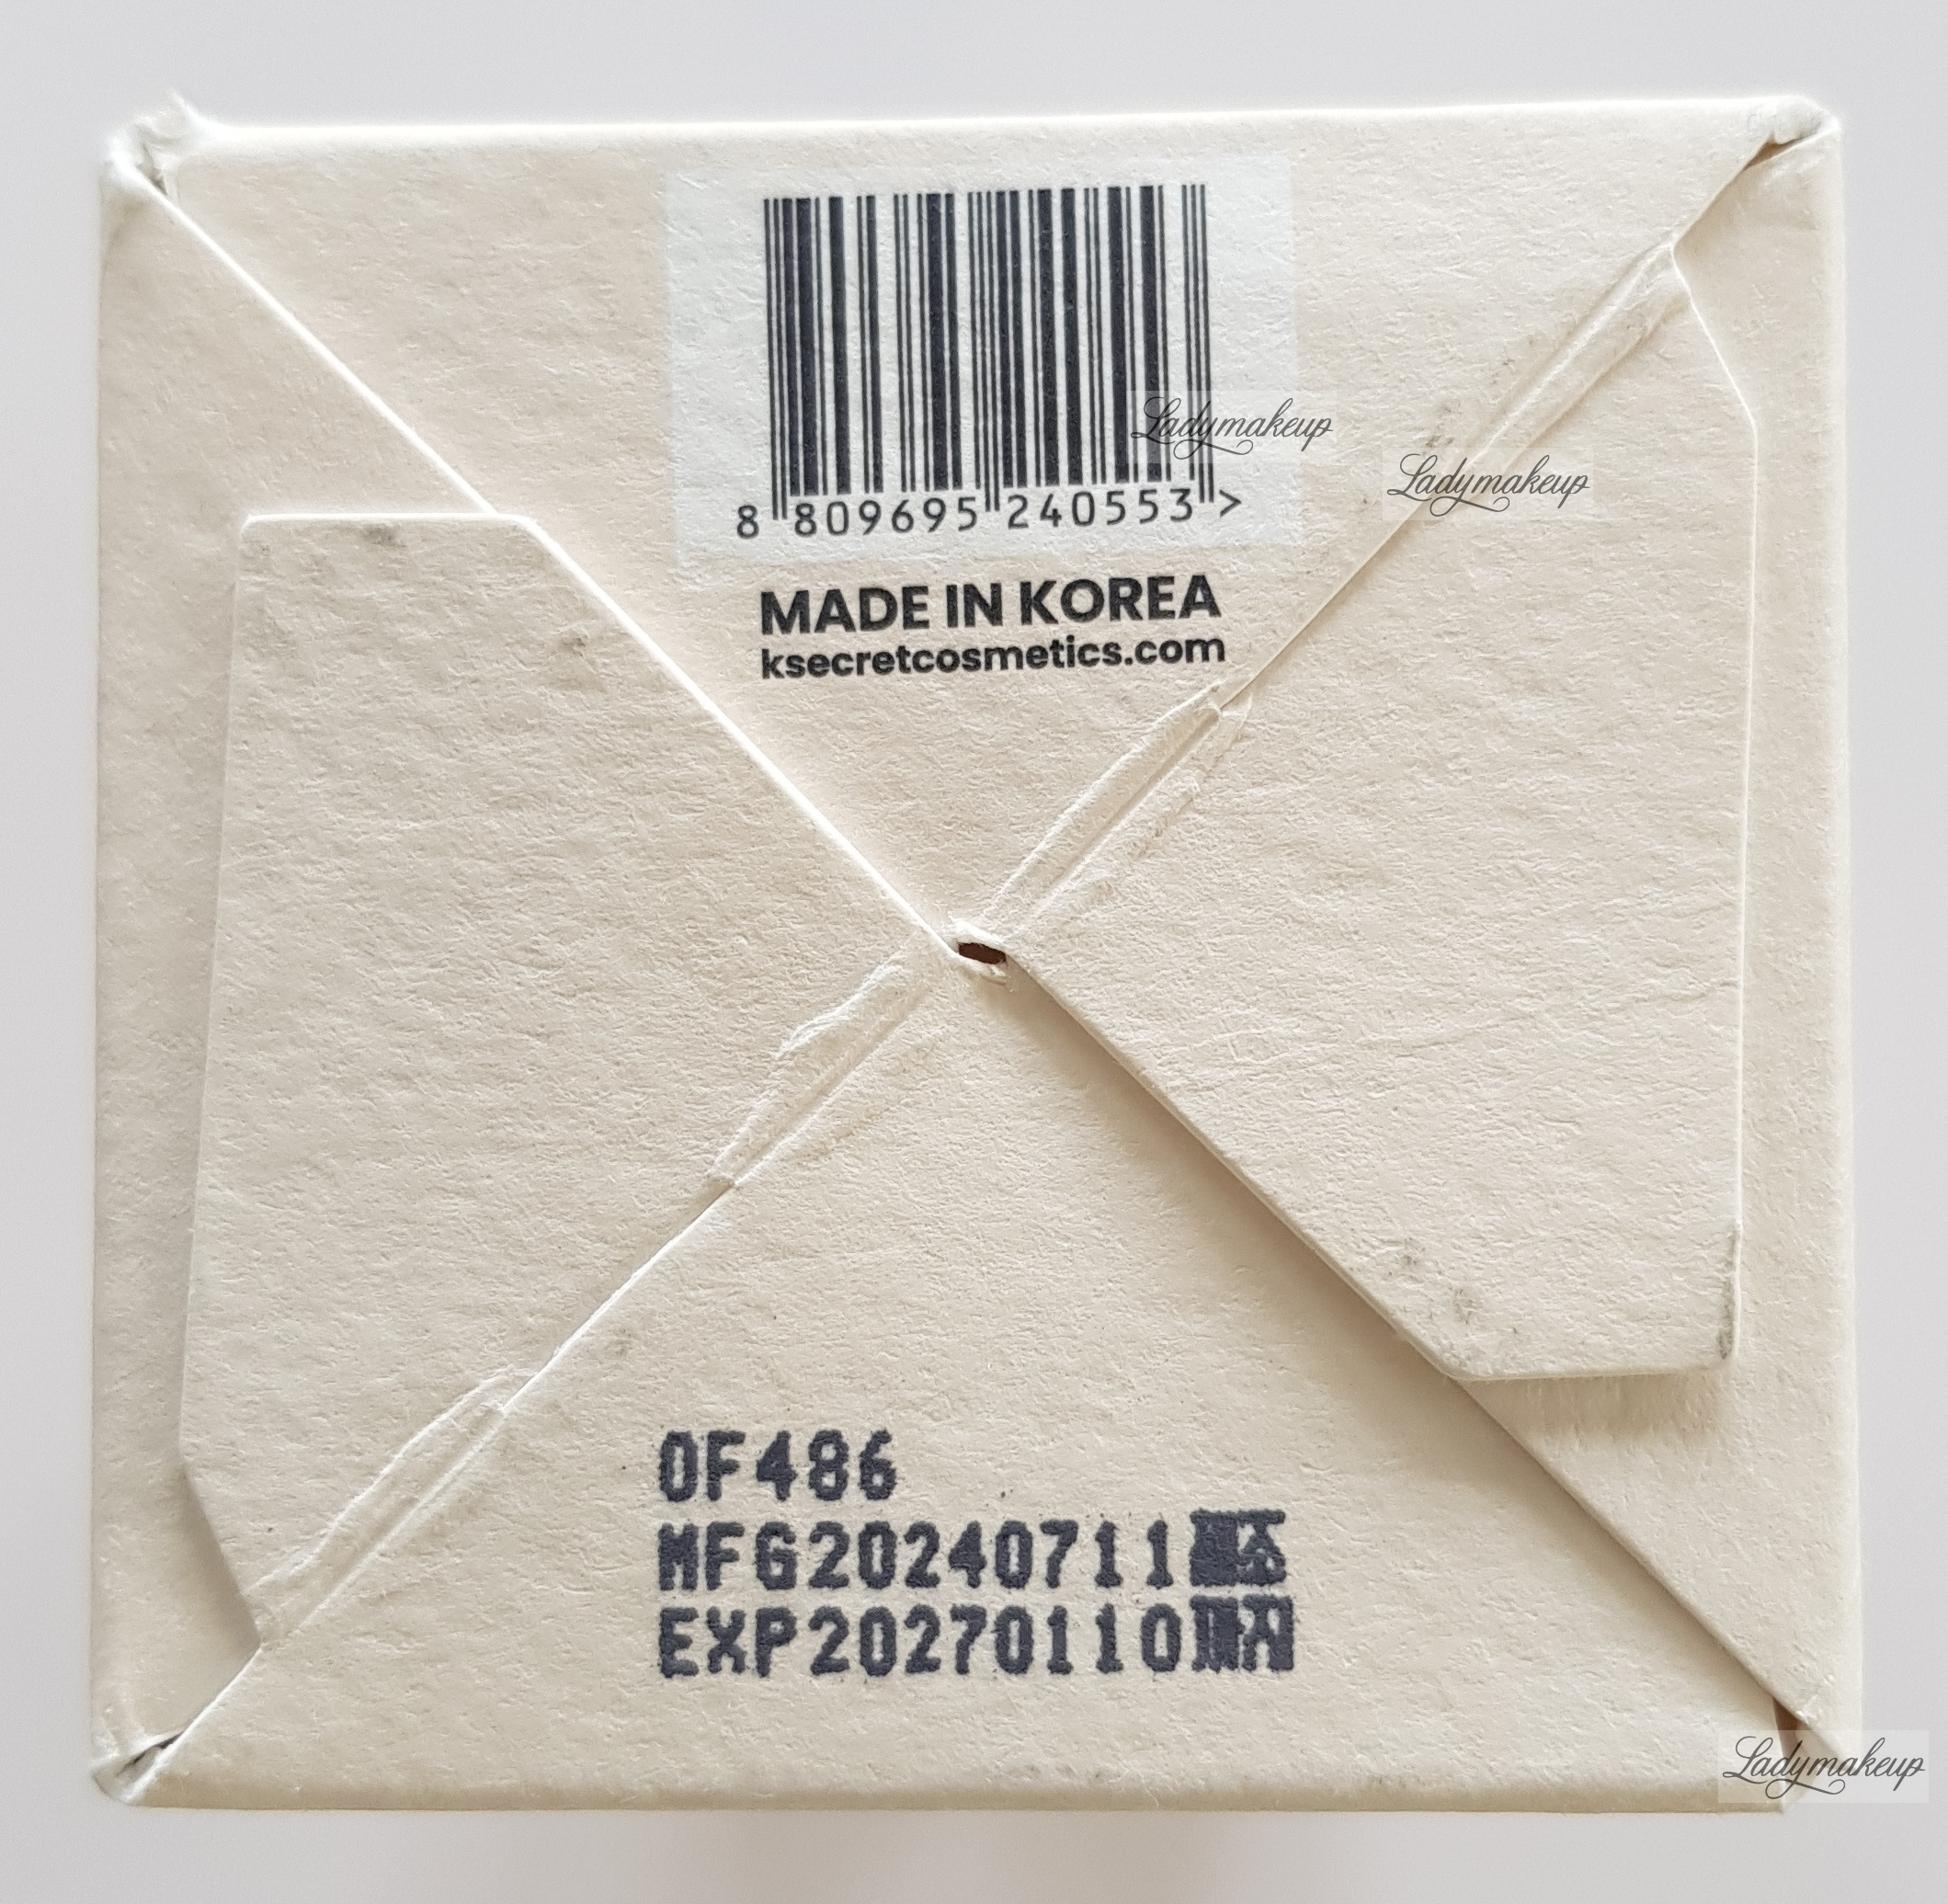 8 809695 240553 >
MADE IN KOREA
ksecretcosmetics.com
Ladymakeup
Ladymakeup
0F486
MFG20240711
EXP20270110
Ladymakeup